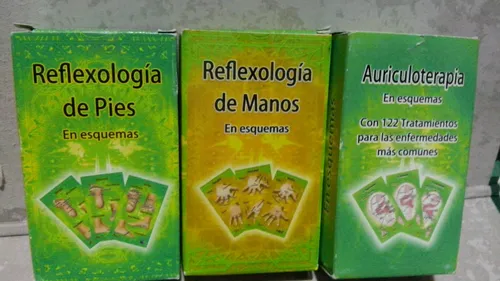 Reflexología
de Pies
En esquemas
Reflexología
de Manos
En esquemas
Auriculoterapia
En esquemas
Con 122 Tratamientos
para las enfermedades
más comunes